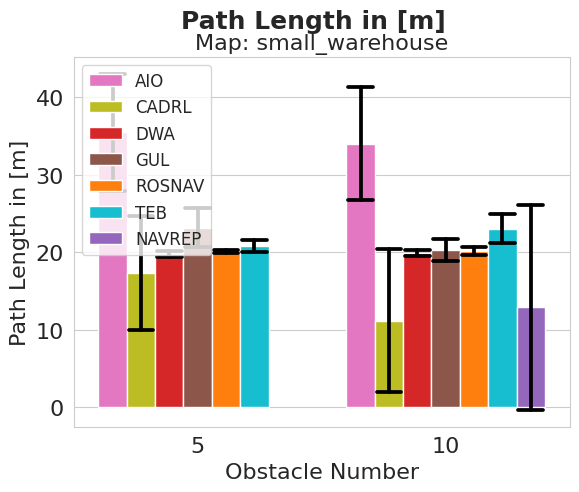 Path Length in [m]
Map: small_warehouse
Path Length in [m]
40
30
20
10
0
AIO
CADRL
DWA
GUL
ROSNAV
TEB
NAVREP
5
10
Obstacle Number